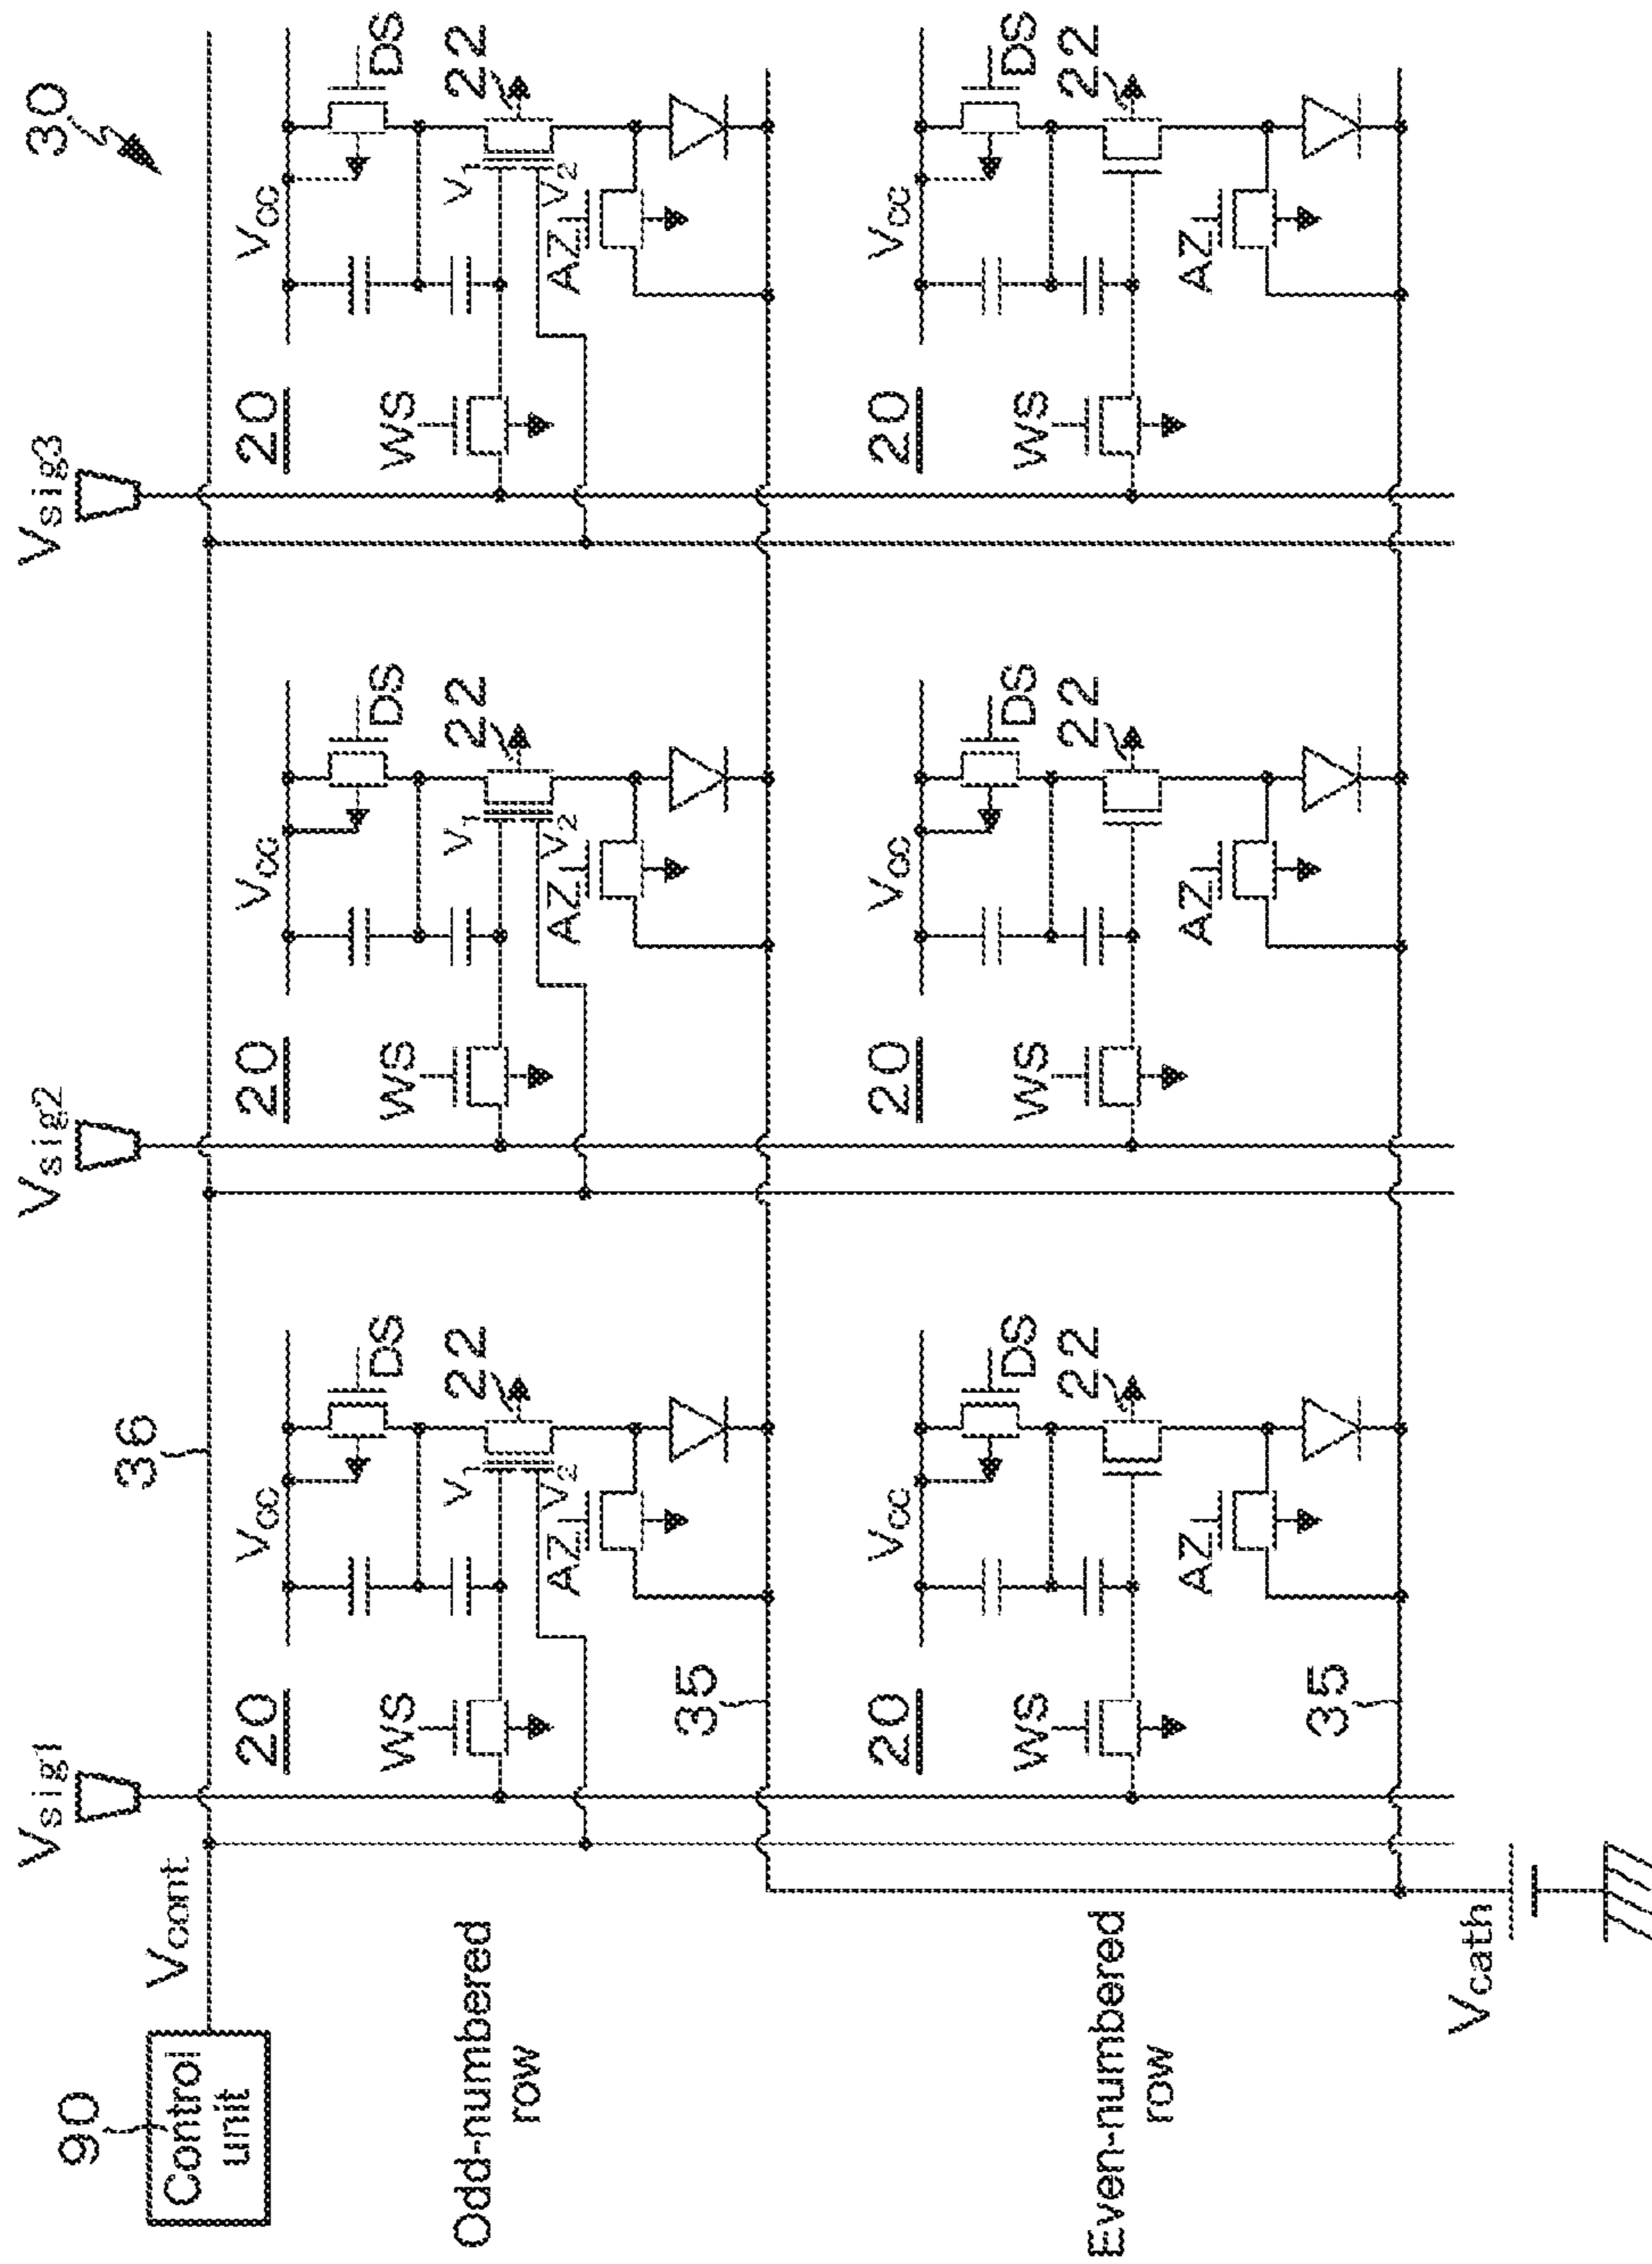 30
Vsig1
Vsig2
Vsig3
90
Control
unit
Vcont
36
20
Vcc
DS
WS
V1
22
V2
AZ
20
Vcc
DS
WS
V1
22
V2
AZ
20
Vcc
DS
WS
V1
22
V2
AZ
Odd-numbered
row
35
20
Vcc
DS
WS
22
AZ
20
Vcc
DS
WS
22
AZ
20
Vcc
DS
WS
22
AZ
Even-numbered
row
35
Vcath